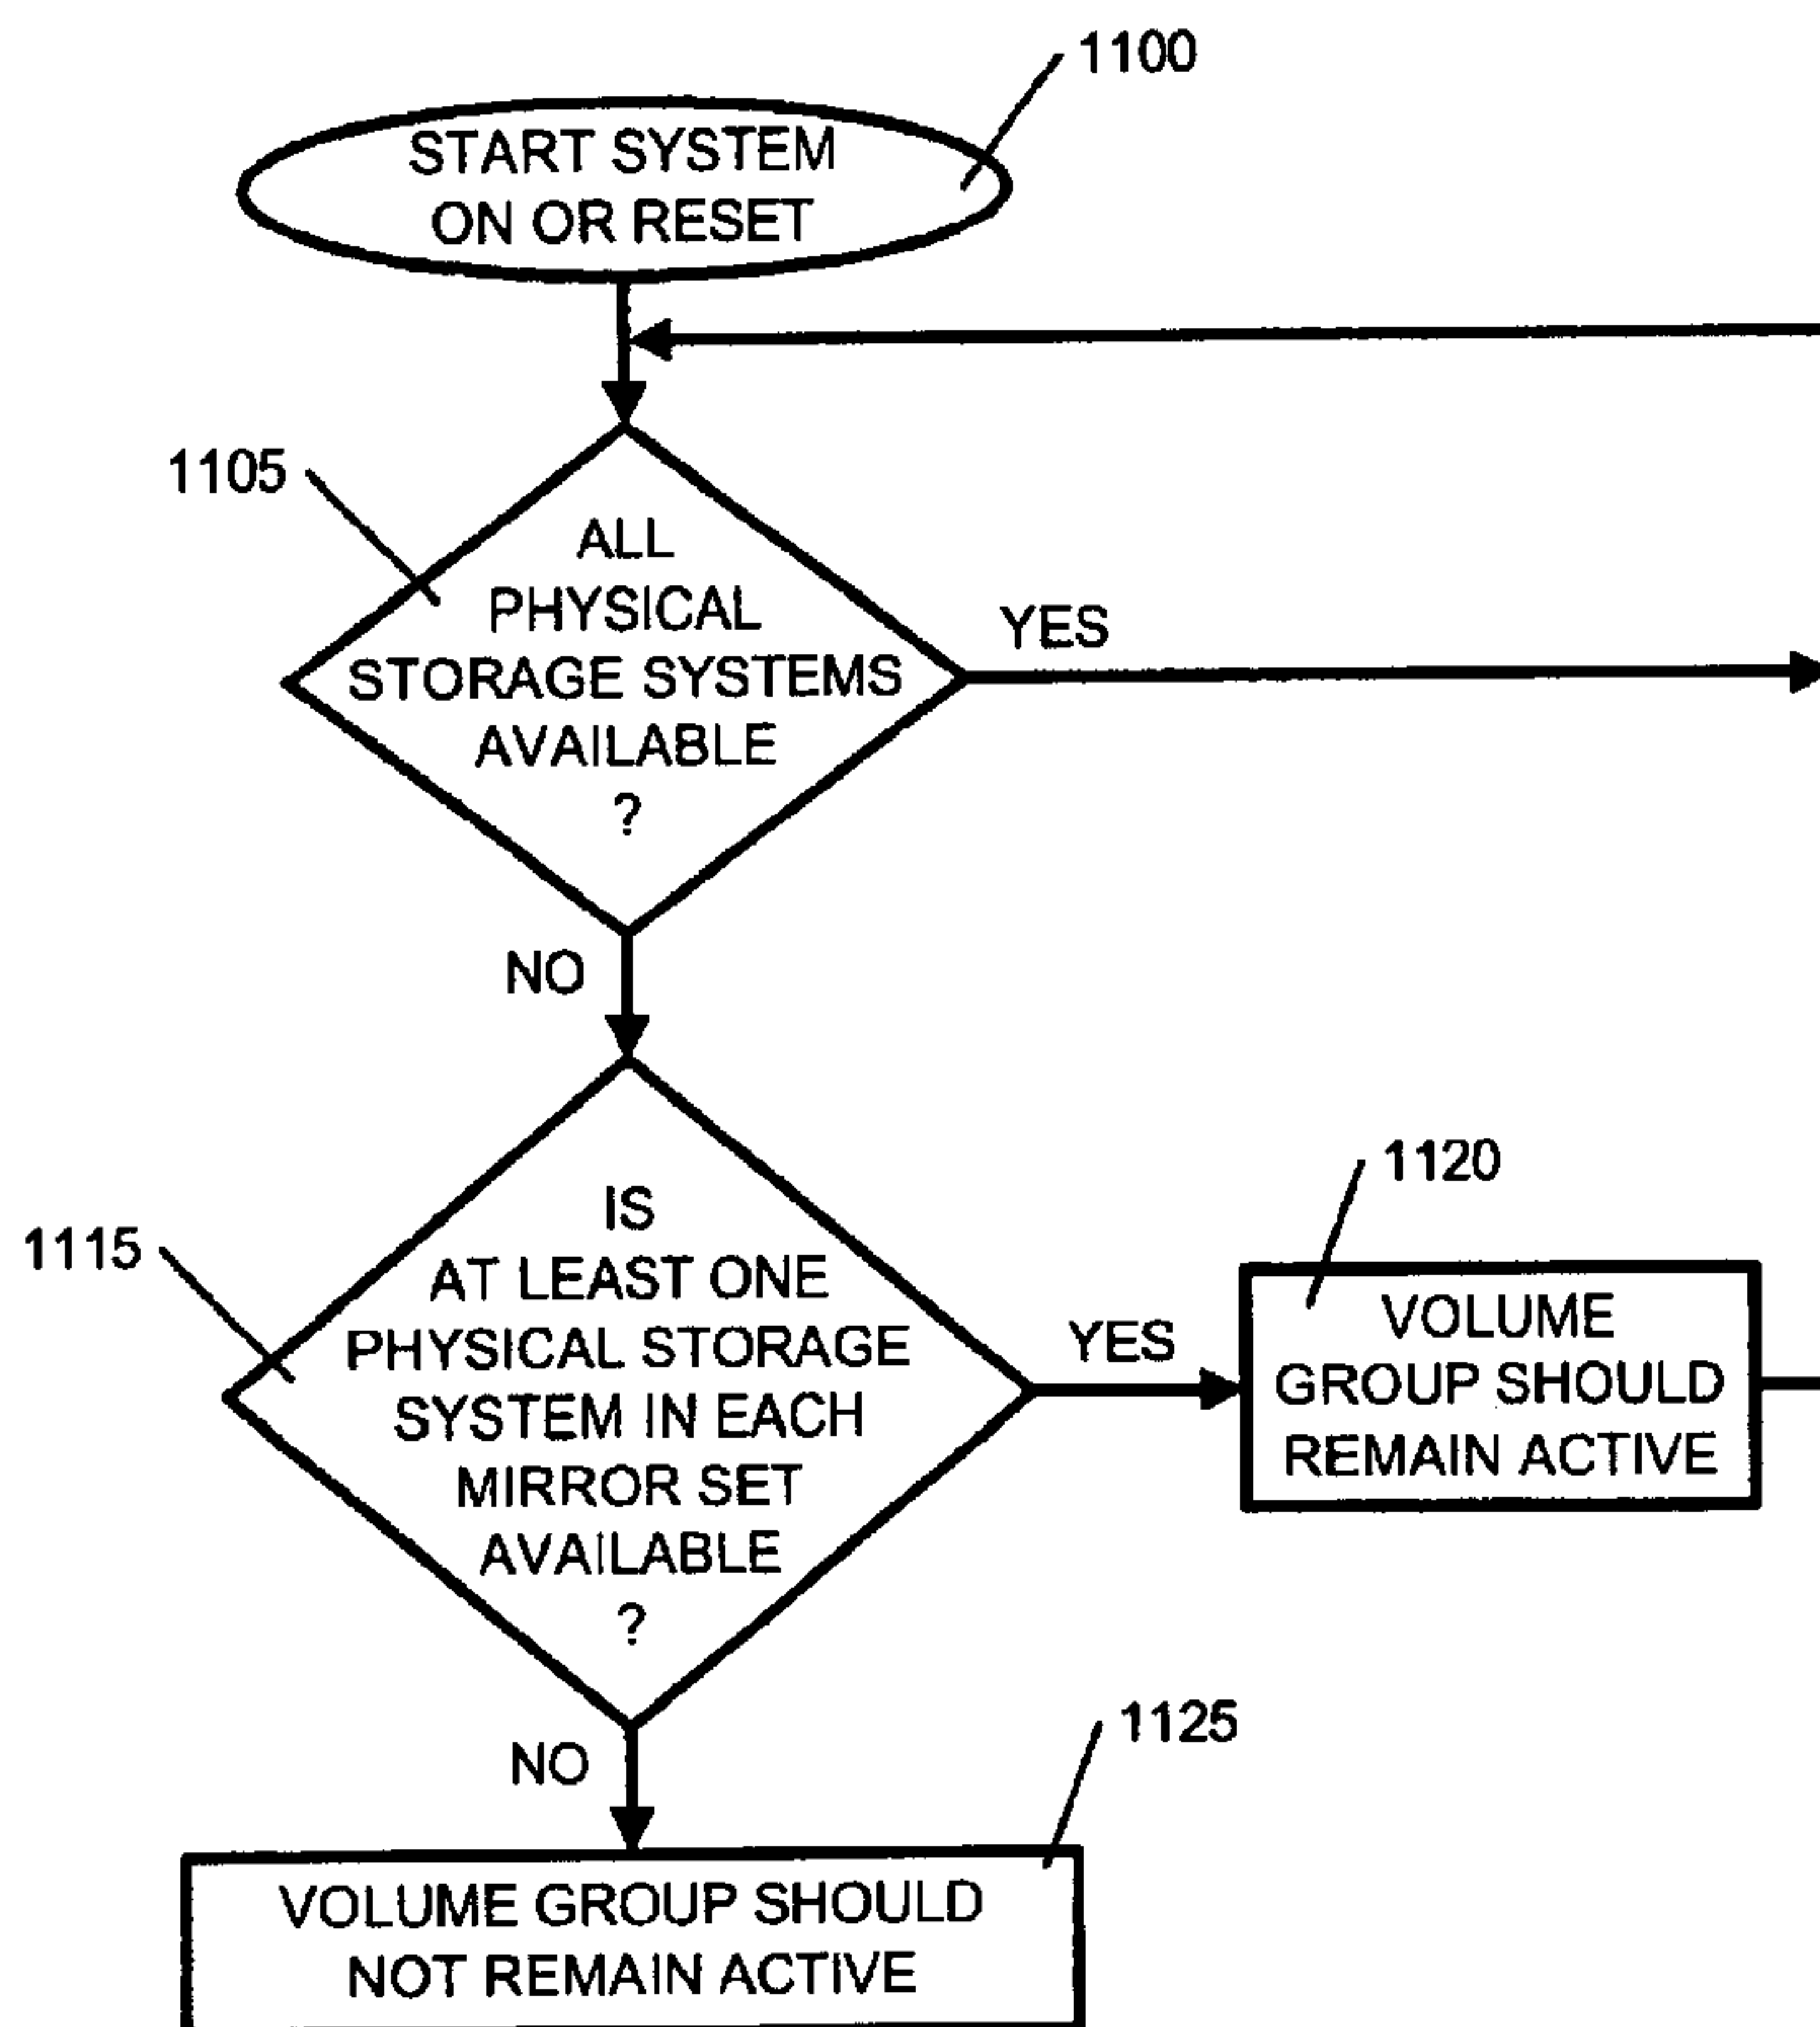 1100
START SYSTEM
ON OR RESET
1105
ALL
PHYSICAL
STORAGE SYSTEMS
AVAILABLE
?
YES
NO
1115
IS
AT LEAST ONE
PHYSICAL STORAGE
SYSTEM IN EACH
MIRROR SET
AVAILABLE
?
YES
1120
VOLUME
GROUP SHOULD
REMAIN ACTIVE
NO
1125
VOLUME GROUP SHOULD
NOT REMAIN ACTIVE